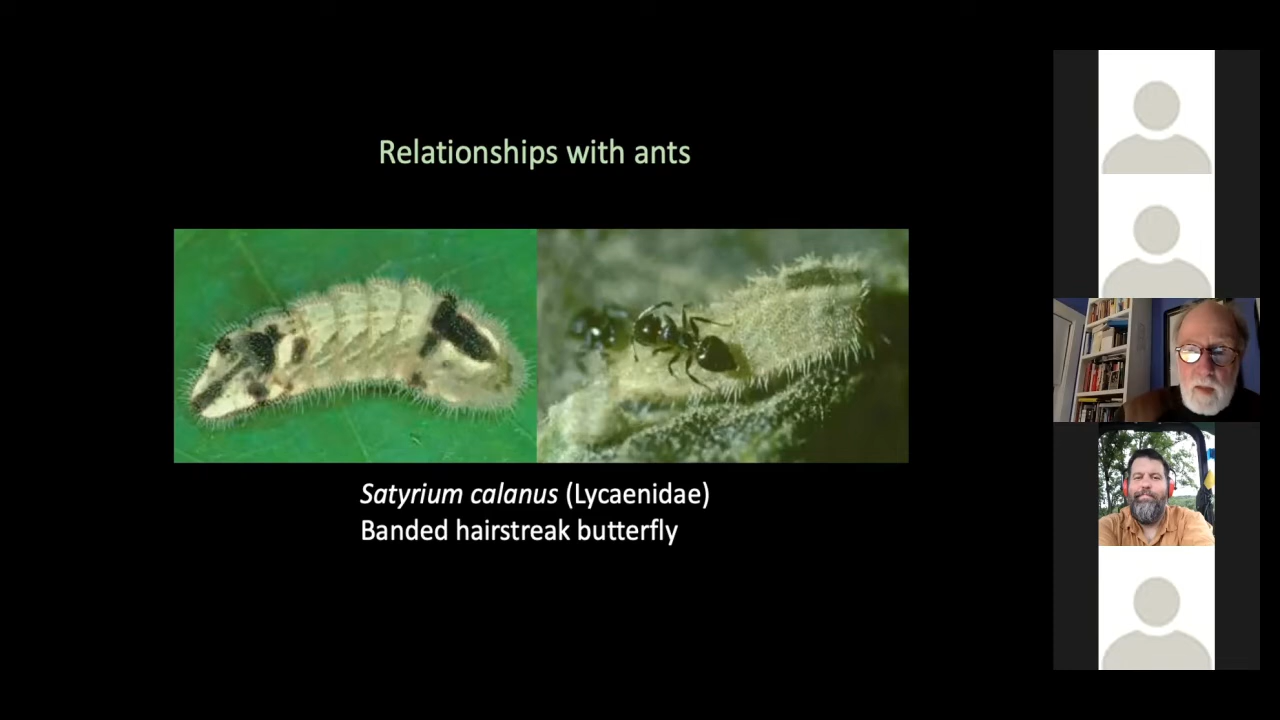 Relationships with ants
Satyrium calanus (Lycaenidae)
Banded hairstreak butterfly